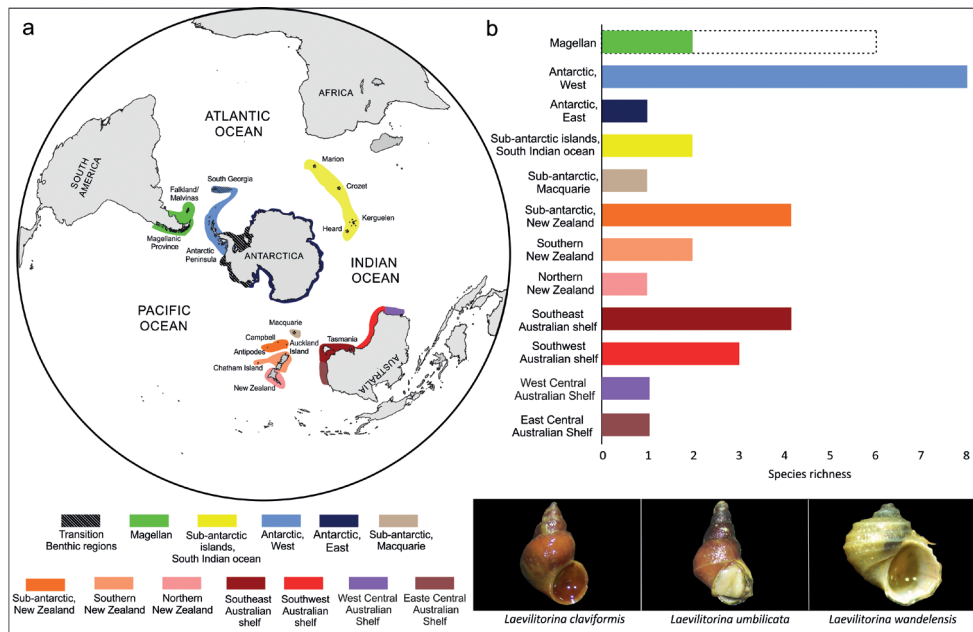 a
ATLANTIC
OCEAN
AFRICA
SOUTH
AMERICA
Falkland/
Malvinas
South Georgia
Magellanic
Province
Antarctic
Peninsula
ANTARCTICA
Marion
Crozet
Kerguelen
Heard
INDIAN
OCEAN
PACIFIC
OCEAN
Macquarie
Campbell
Auckland
Island
Antipodes
Chatham Island
New Zealand
Tasmania
AUSTRALIA
Transition
Benthic regions
Magellan
Sub-antarctic
islands,
South Indian ocean
Antarctic,
West
Antarctic,
East
Sub-antarctic,
Macquarie
Sub-antarctic,
New Zealand
Southern
New Zealand
Northern
New Zealand
Southeast
Australian
shelf
Southwest
Australian
shelf
West Central
Australian
Shelf
Easte Central
Australian
Shelf
b
Magellan
Antarctic,
West
Antarctic,
East
Sub-antarctic islands,
South Indian ocean
Sub-antarctic,
Macquarie
Sub-antarctic,
New Zealand
Southern
New Zealand
Northern
New Zealand
Southeast
Australian shelf
Southwest
Australian shelf
West Central
Australian Shelf
East Central
Australian Shelf
0 1 2 3 4 5 6 7 8
Species richness
Laevilitorina claviformis
Laevilitorina umbilicata
Laevilitorina wandelensis